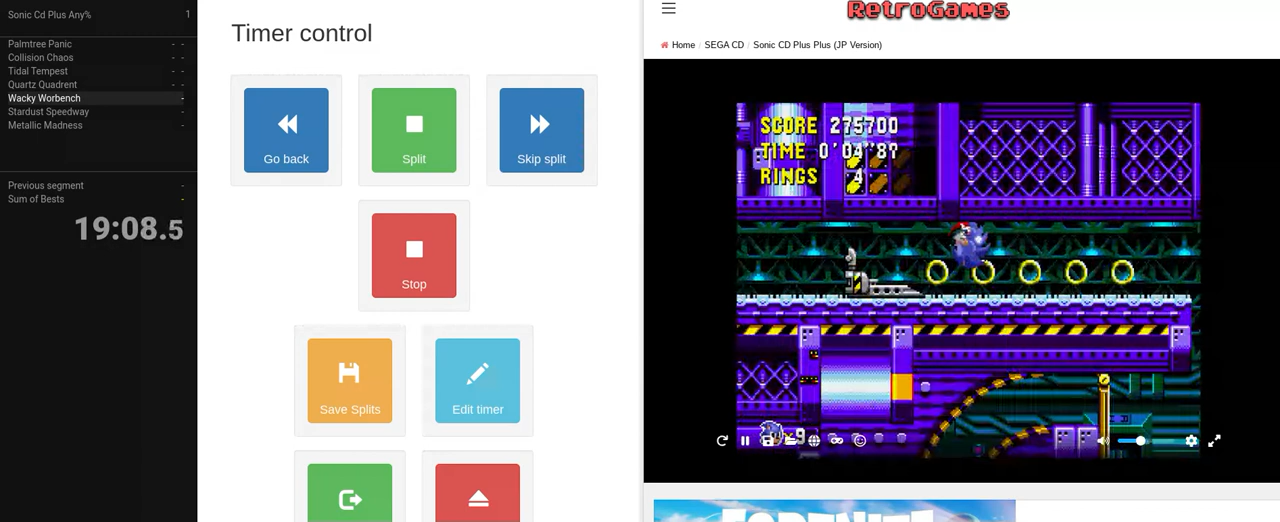 Sonic Cd Plus Any% 1
Palmtree Panic - -
Collision Chaos - -
Tidal Tempest - -
Quartz Quadrent - -
Wacky Worbench -
Stardust Speedway -
Metallic Madness -
Previous segment -
Sum of Bests -
19:08.5
Timer control
Go back
Split
Skip split
Stop
Save Splits
Edit timer
RetroGames
Home / SEGA CD / Sonic CD Plus Plus (JP Version)
SCORE 275700
TIME 0'04"87
RINGS 4
9
FORTNITE